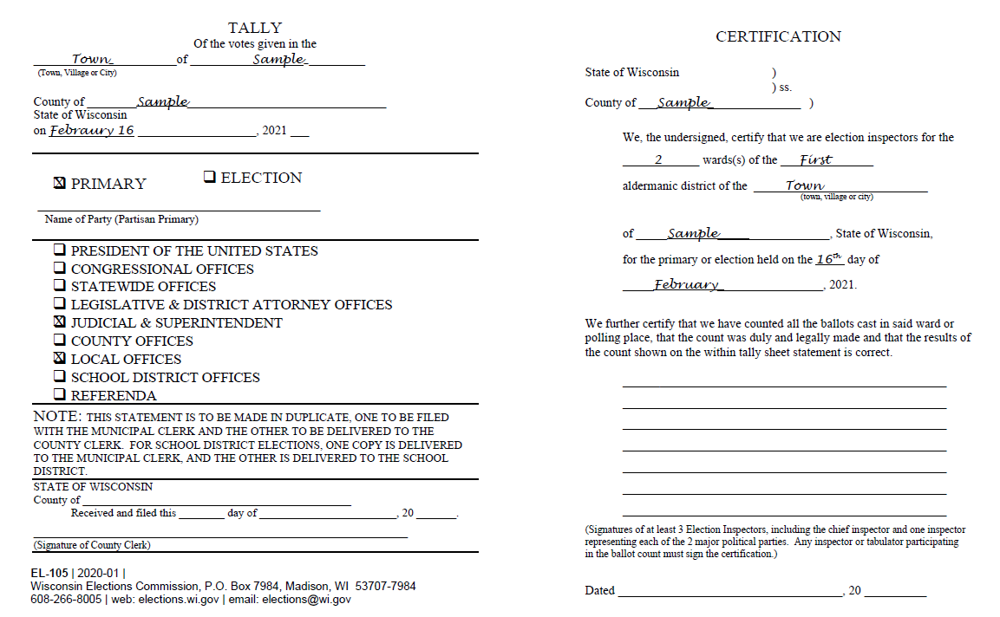 TALLY
Of the votes given in the
Town of Sample
(Town, Village or City)
County of Sample
State of Wisconsin
on Febraury 16, 2021
PRIMARY
ELECTION
Name of Party (Partisan Primary)
PRESIDENT OF THE UNITED STATES
CONGRESSIONAL OFFICES
STATEWIDE OFFICES
LEGISLATIVE & DISTRICT ATTORNEY OFFICES
JUDICIAL & SUPERINTENDENT
COUNTY OFFICES
LOCAL OFFICES
SCHOOL DISTRICT OFFICES
REFERENDA
NOTE: THIS STATEMENT IS TO BE MADE IN DUPLICATE, ONE TO BE FILED
WITH THE MUNICIPAL CLERK AND THE OTHER TO BE DELIVERED TO THE
COUNTY CLERK. FOR SCHOOL DISTRICT ELECTIONS, ONE COPY IS DELIVERED
TO THE MUNICIPAL CLERK, AND THE OTHER IS DELIVERED TO THE SCHOOL
DISTRICT.
STATE OF WISCONSIN
County of
Received and filed this ________ day of ________, 20 ____.
(Signature of County Clerk)
EL-105 | 2020-01 |
Wisconsin Elections Commission, P.O. Box 7984, Madison, WI 53707-7984
608-266-8005 | web: elections.wi.gov | email: elections@wi.gov
CERTIFICATION
State of Wisconsin )
) ss.
County of Sample )
We, the undersigned, certify that we are election inspectors for the
2 wards(s) of the First
aldermanic district of the Town
(town, village or city)
of Sample, State of Wisconsin,
for the primary or election held on the 16th day of
February, 2021.
We further certify that we have counted all the ballots cast in said ward or
polling place, that the count was duly and legally made and that the results of
the count shown on the within tally sheet statement is correct.
(Signatures of at least 3 Election Inspectors, including the chief inspector and one inspector
representing each of the 2 major political parties. Any inspector or tabulator participating
in the ballot count must sign the certification.)
Dated ________, 20 ____